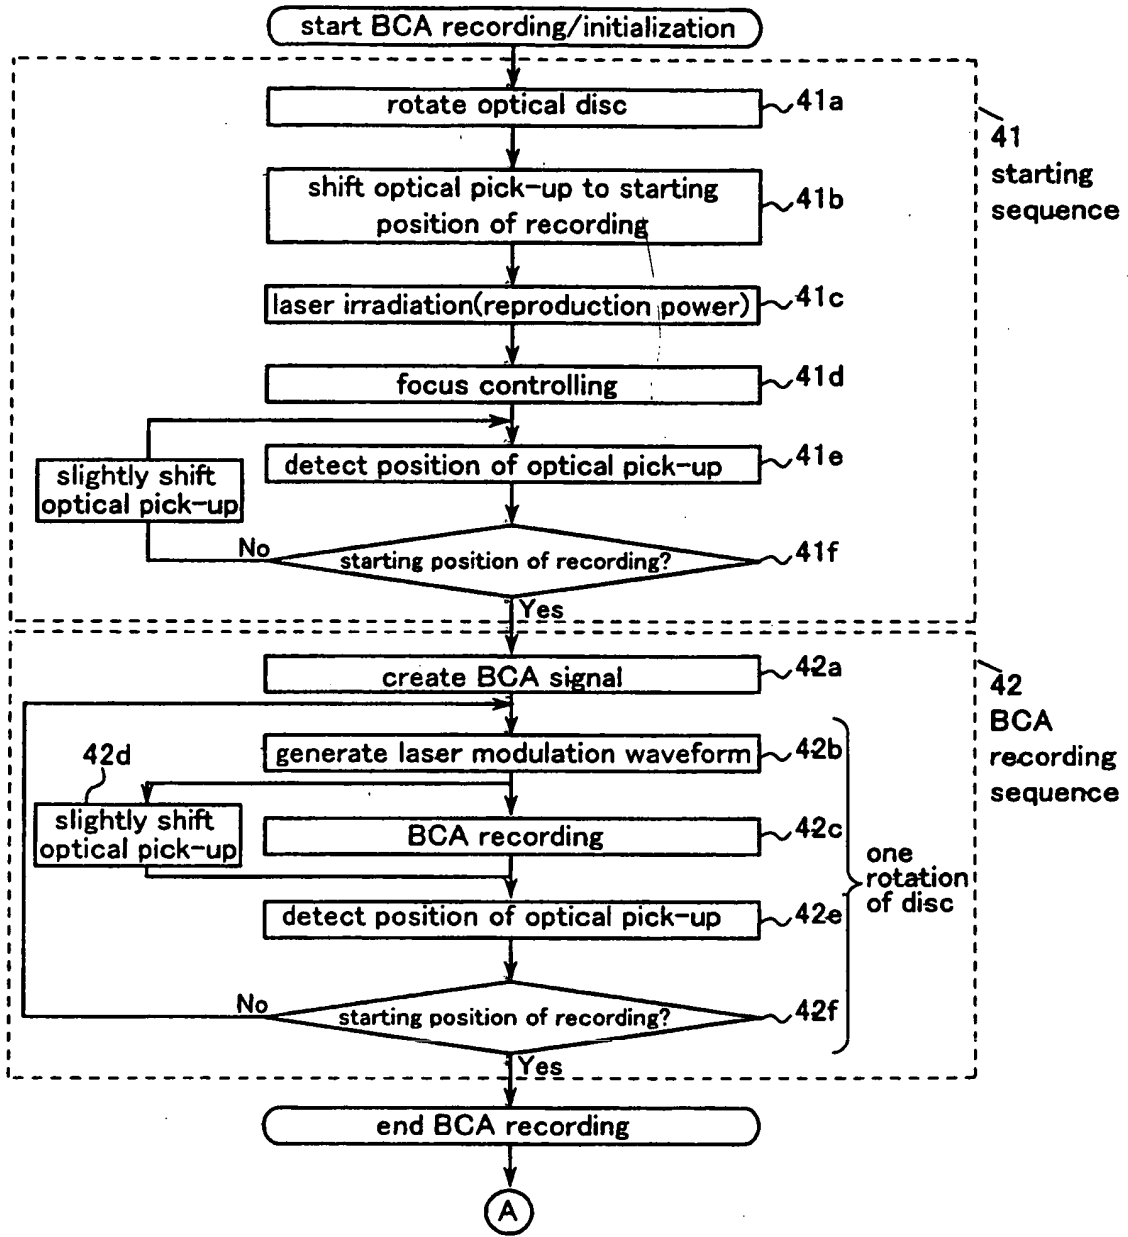 start BCA recording/initialization
rotate optical disc
41a
41
starting
sequence
shift optical pick-up to starting
position of recording
41b
laser irradiation(reproduction power)
41c
focus controlling
41d
detect position of optical pick-up
41e
slightly shift
optical pick-up
No
starting position of recording?
41f
Yes
create BCA signal
42a
42
BCA
recording
sequence
generate laser modulation waveform
42b
42d
slightly shift
optical pick-up
BCA recording
42c
one
rotation
of disc
detect position of optical pick-up
42e
No
starting position of recording?
42f
Yes
end BCA recording
A